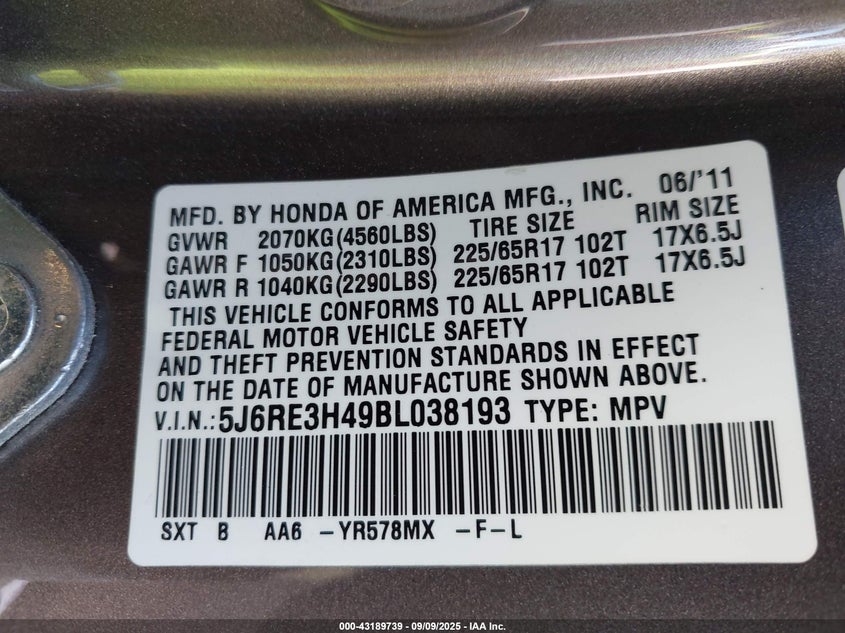 MFD. BY HONDA OF AMERICA MFG., INC. 06/'11
GVWR 2070KG(4560LBS) TIRE SIZE RIM SIZE
GAWR F 1050KG(2310LBS) 225/65R17 102T 17X6.5J
GAWR R 1040KG(2290LBS) 225/65R17 102T 17X6.5J
THIS VEHICLE CONFORMS TO ALL APPLICABLE
FEDERAL MOTOR VEHICLE SAFETY
AND THEFT PREVENTION STANDARDS IN EFFECT
ON THE DATE OF MANUFACTURE SHOWN ABOVE.
V.I.N.: 5J6RE3H49BL038193 TYPE: MPV
SXT B AA6 -YR578MX -F-L
000-43189739 - 09/09/2025 - IAA Inc.